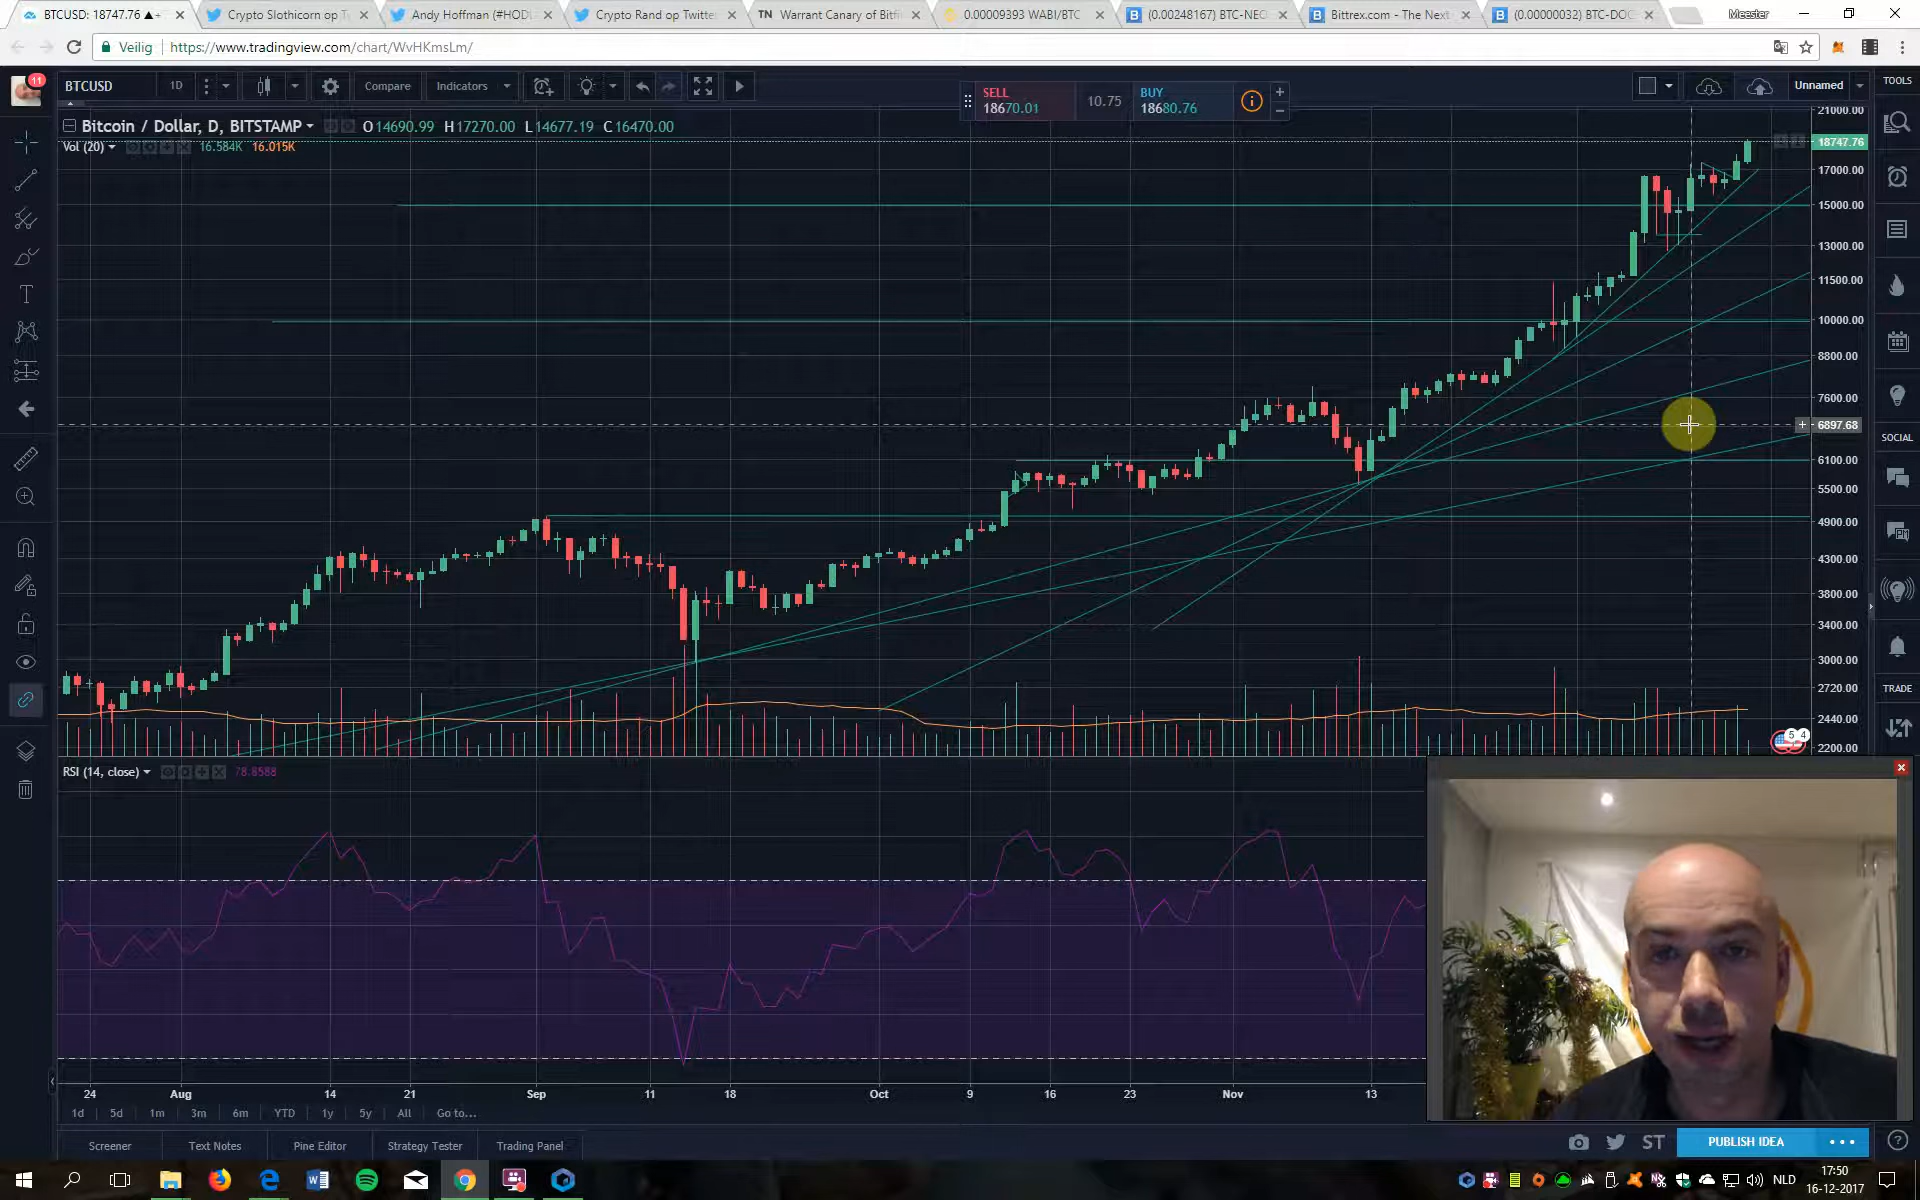 BTCUSD: 18747.76 ▲+
Crypto Slothicorn op T
Andy Hoffman (#HODL
Crypto Rand op Twitte
TN Warrant Canary of Bitfi
0.00009393 WABI/BTC
(0.00248167) BTC-NEO
Bittrex.com - The Next
(0.00000032) BTC-DO
Meester
Veilig
https://www.tradingview.com/chart/WvHKmsLm/
11
BTCUSD
1D
Compare
Indicators
SELL
18670.01
10.75
BUY
18680.76
Unnamed
TOOLS
Bitcoin / Dollar, D, BITSTAMP
O14690.99 H17270.00 L14677.19 C16470.00
Vol (20)
16.584K 16.015K
21000.00
18747.76
17000.00
15000.00
13000.00
11500.00
10000.00
8800.00
7600.00
6897.68
6100.00
5500.00
4900.00
4300.00
3800.00
3400.00
3000.00
2720.00
2440.00
2200.00
SOCIAL
TRADE
5 4
RSI (14, close)
78.8588
24 Aug 14 21 Sep 11 18 Oct 9 16 23 Nov 13
1d 5d 1m 3m 6m YTD 1y 5y All Go to...
Screener
Text Notes
Pine Editor
Strategy Tester
Trading Panel
ST
PUBLISH IDEA
NLD
17:50
16-12-2017